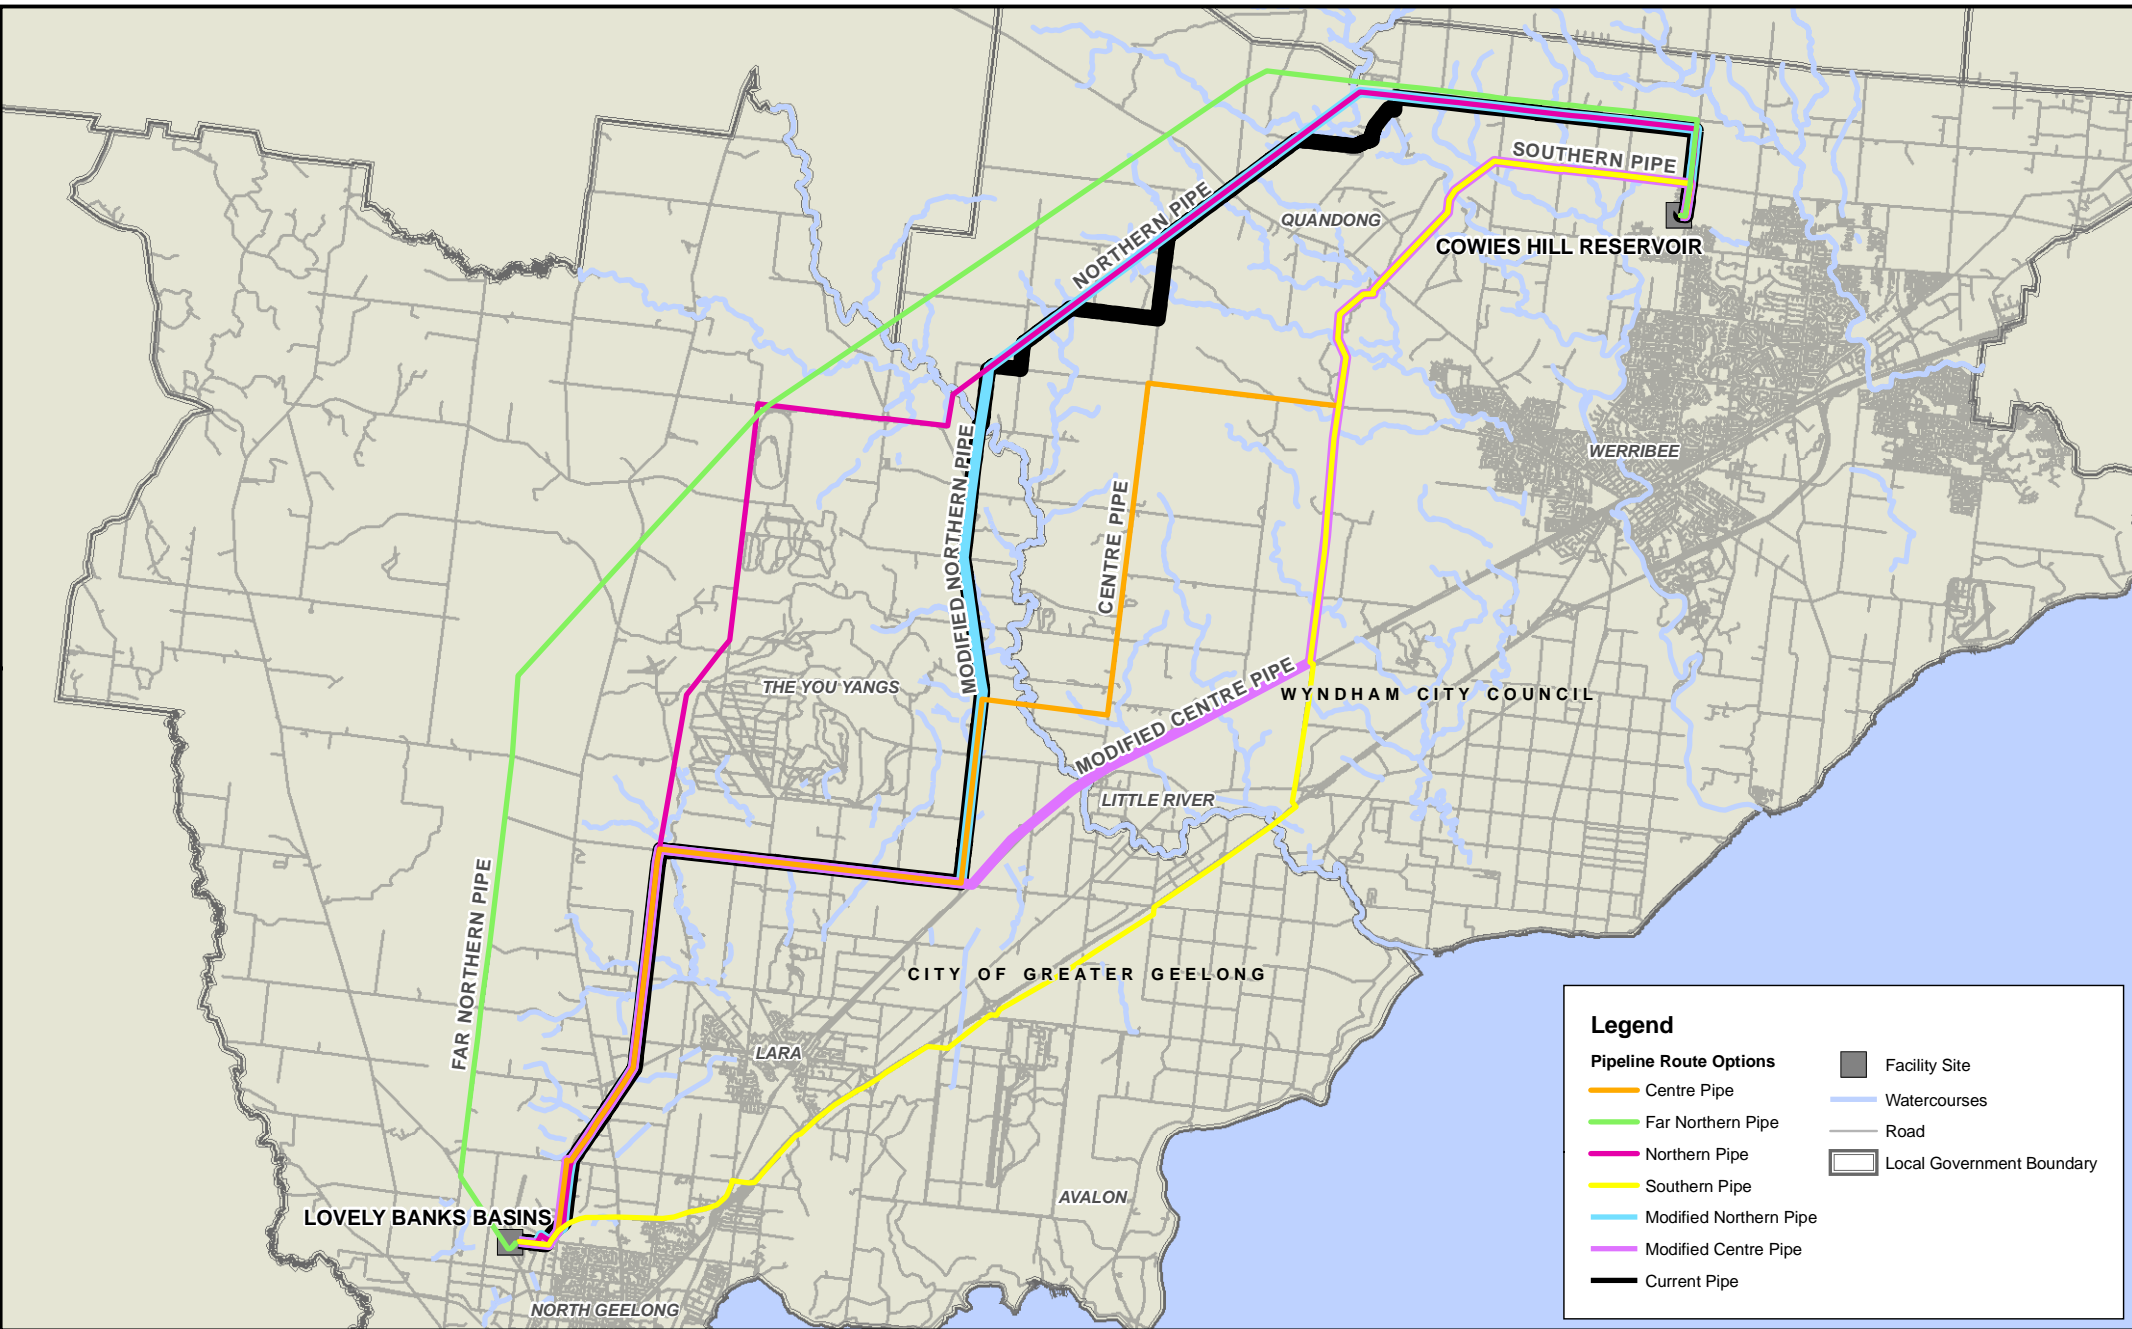 SOUTHERN PIPE
NORTHERN PIPE
QUANDONG
COWIES HILL RESERVOIR
MODIFIED NORTHERN PIPE
CENTRE PIPE
WERRIBEE
THE YOU YANGS
MODIFIED CENTRE PIPE
WYNDHAM CITY COUNCIL
LITTLE RIVER
FAR NORTHERN PIPE
CITY OF GREATER GEELONG
LARA
AVALON
LOVELY BANKS BASINS
NORTH GEELONG
Legend
Pipeline Route Options
Centre Pipe
Far Northern Pipe
Northern Pipe
Southern Pipe
Modified Northern Pipe
Modified Centre Pipe
Current Pipe
Facility Site
Watercourses
Road
Local Government Boundary